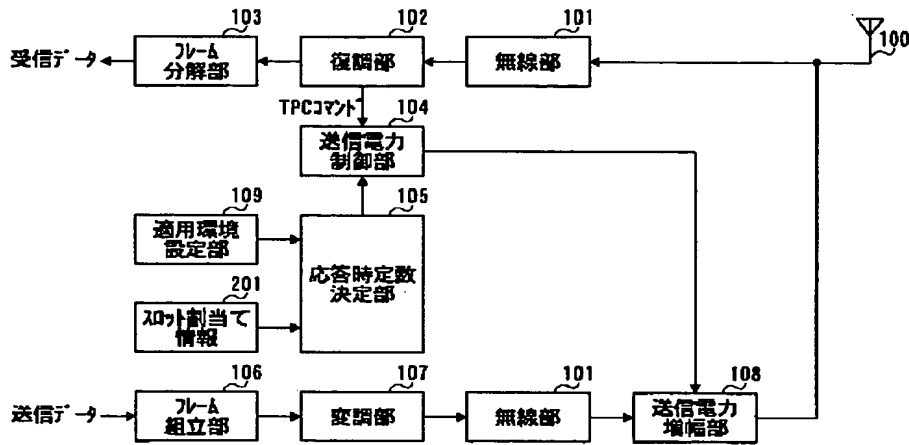 103
102
101
100
受信データ
フレーム
分解部
復調部
無線部
TPCコマンド
104
送信電力
制御部
109
105
適用環境
設定部
応答時定数
決定部
201
スロット割当て
情報
106
107
101
108
送信データ
フレーム
組立部
変調部
無線部
送信電力
増幅部